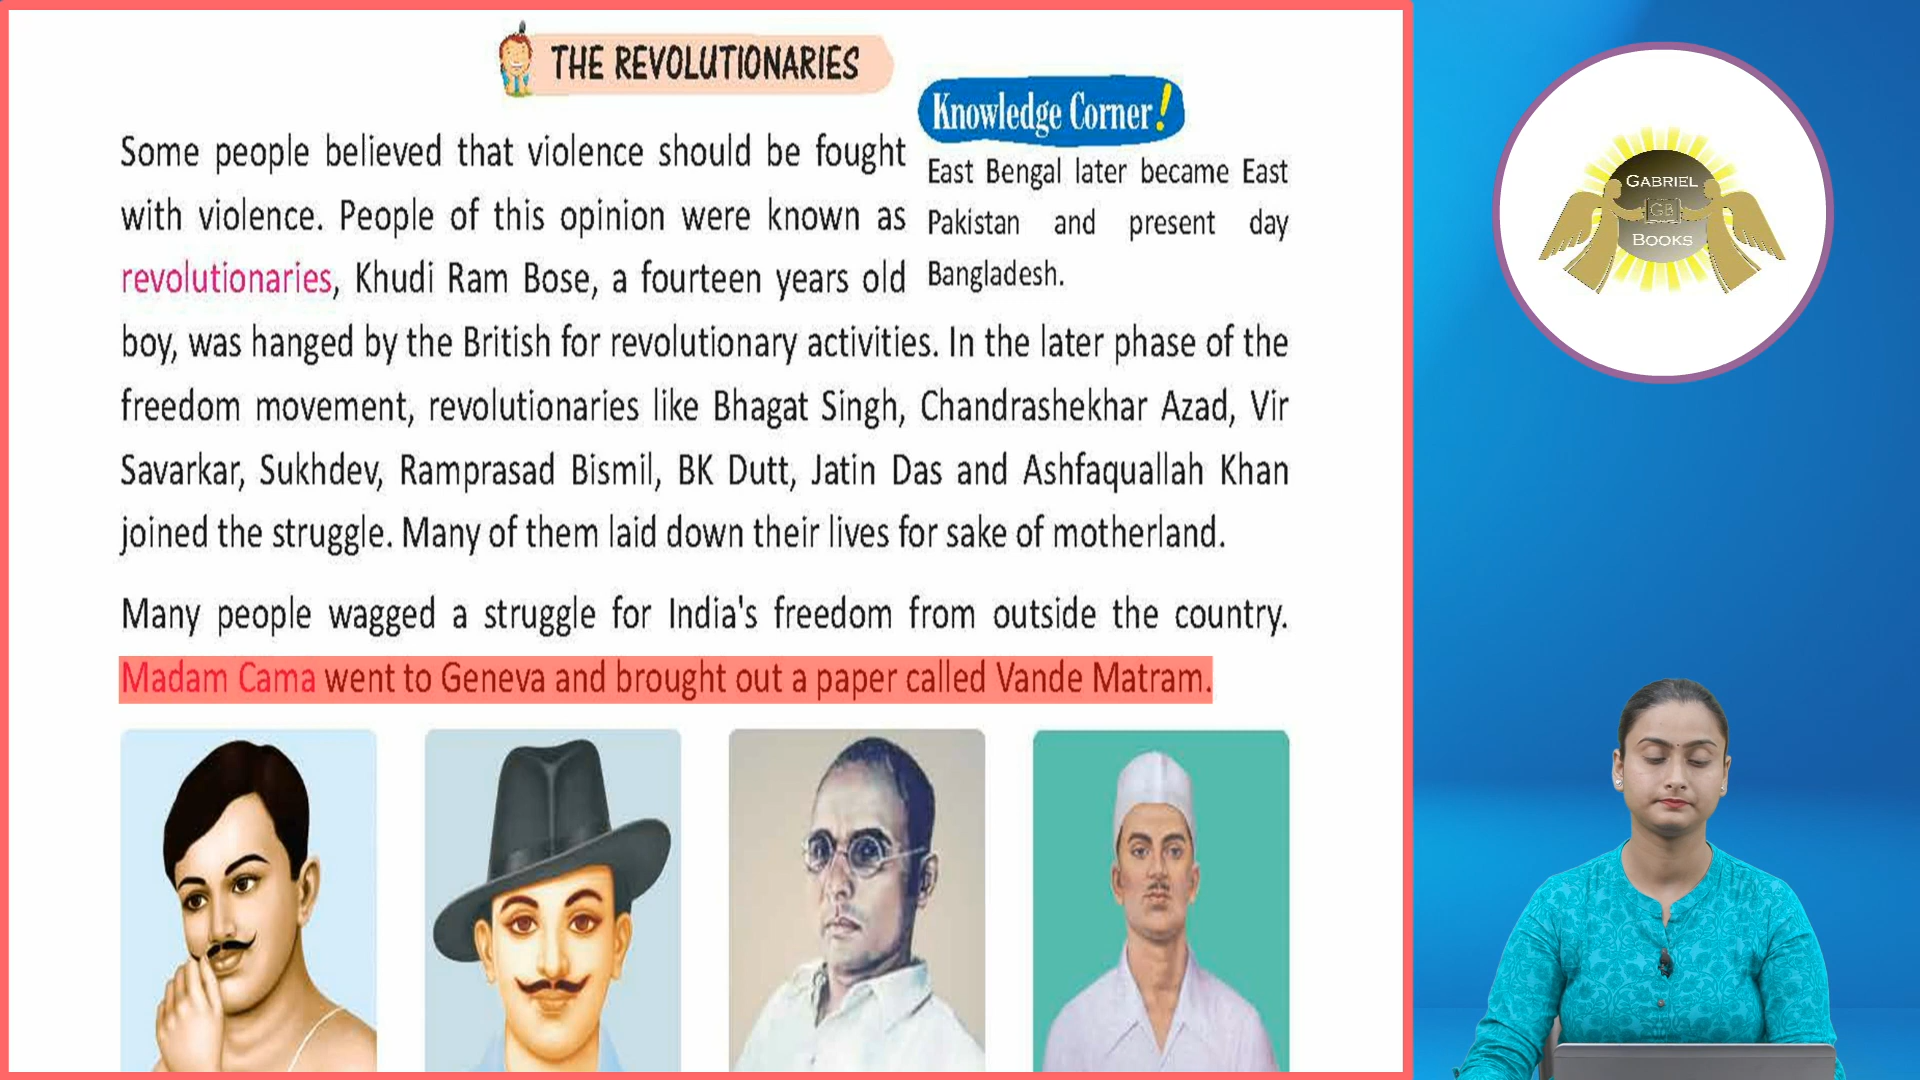 THE REVOLUTIONARIES
Knowledge Corner!
East Bengal later became East
Pakistan and present day
Bangladesh.
Some people believed that violence should be fought
with violence. People of this opinion were known as
revolutionaries, Khudi Ram Bose, a fourteen years old
boy, was hanged by the British for revolutionary activities. In the later phase of the
freedom movement, revolutionaries like Bhagat Singh, Chandrashekhar Azad, Vir
Savarkar, Sukhdev, Ramprasad Bismil, BK Dutt, Jatin Das and Ashfaquallah Khan
joined the struggle. Many of them laid down their lives for sake of motherland.
Many people wagged a struggle for India's freedom from outside the country.
Madam Cama went to Geneva and brought out a paper called Vande Matram.
GABRIEL
GB
BOOKS